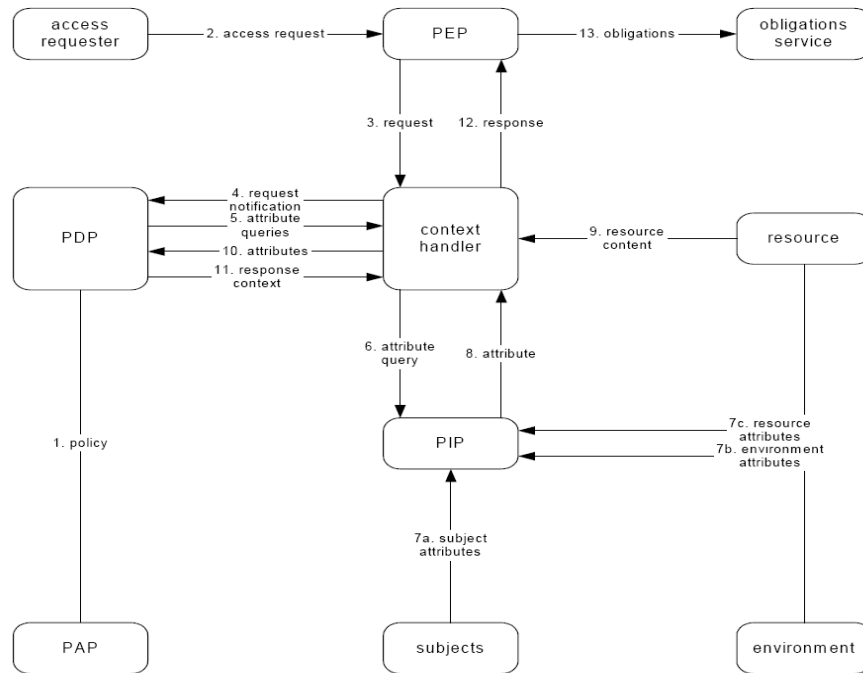 access
requester
2. access request
PEP
13. obligations
obligations
service
3. request
12. response
4. request
notification
5. attribute
queries
10. attributes
11. response
context
PDP
context
handler
9. resource
content
resource
6. attribute
query
8. attribute
1. policy
PIP
7c. resource
attributes
7b. environment
attributes
7a. subject
attributes
PAP
subjects
environment